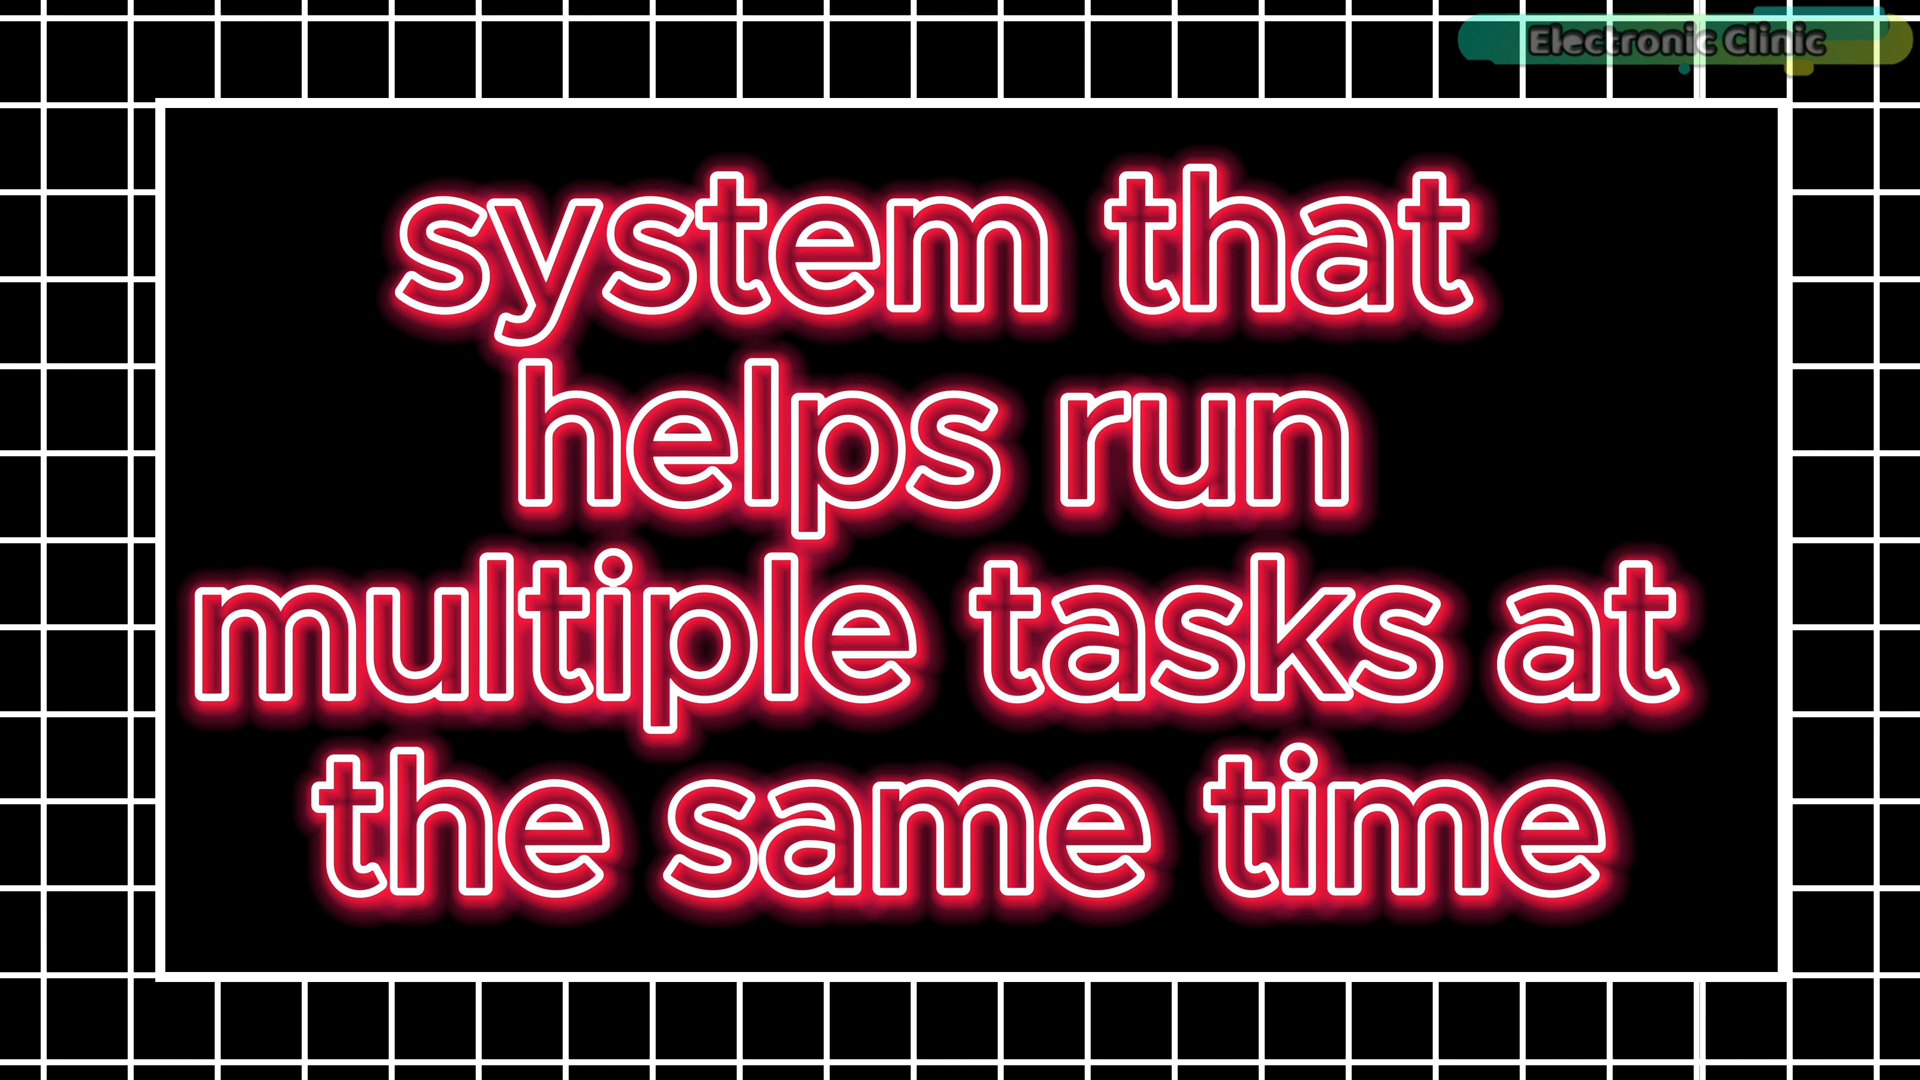 Electronic Clinic
system that
helps run
multiple tasks at
the same time